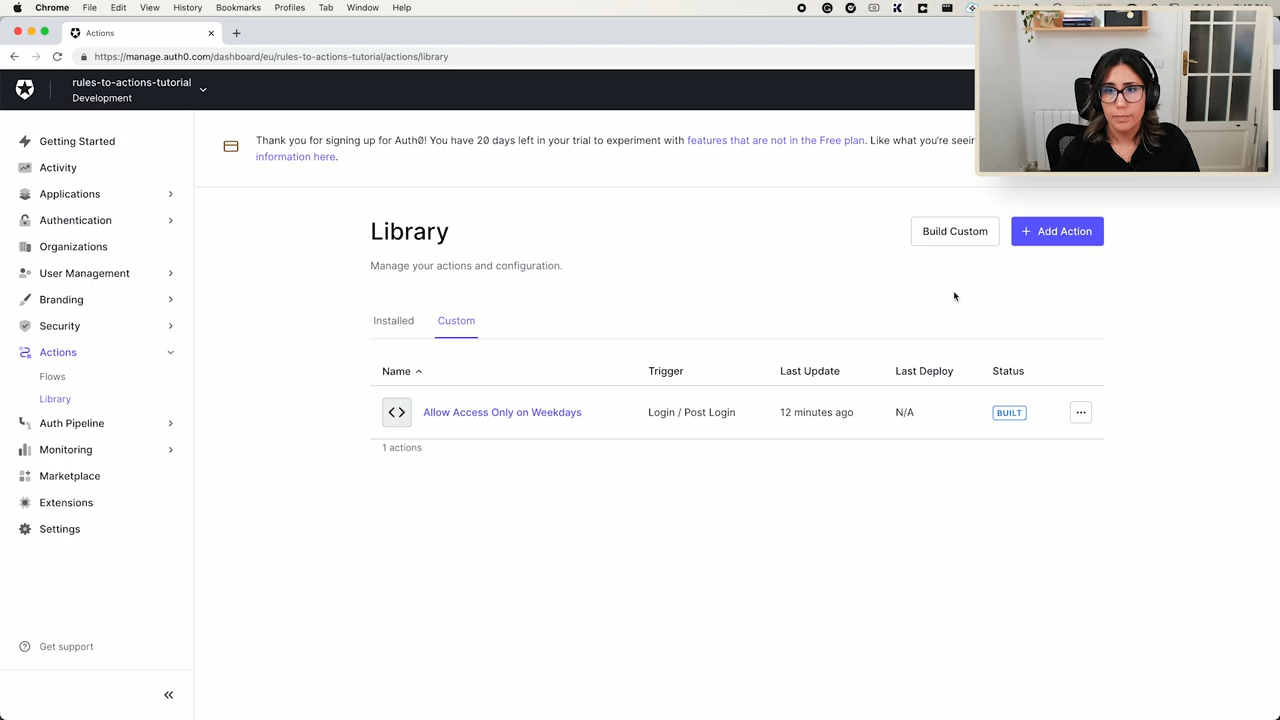 Chrome File Edit View History Bookmarks Profiles Tab Window Help
Actions
https://manage.auth0.com/dashboard/eu/rules-to-actions-tutorial/actions/library
rules-to-actions-tutorial
Development
Thank you for signing up for Auth0! You have 20 days left in your trial to experiment with features that are not in the Free plan. Like what you're
information here.
Getting Started
Activity
Applications
Authentication
Organizations
User Management
Branding
Security
Actions
Flows
Library
Auth Pipeline
Monitoring
Marketplace
Extensions
Settings
Get support
Library
Build Custom
+ Add Action
Manage your actions and configuration.
Installed Custom
Name Trigger Last Update Last Deploy Status
Allow Access Only on Weekdays Login / Post Login 12 minutes ago N/A BUILT
1 actions